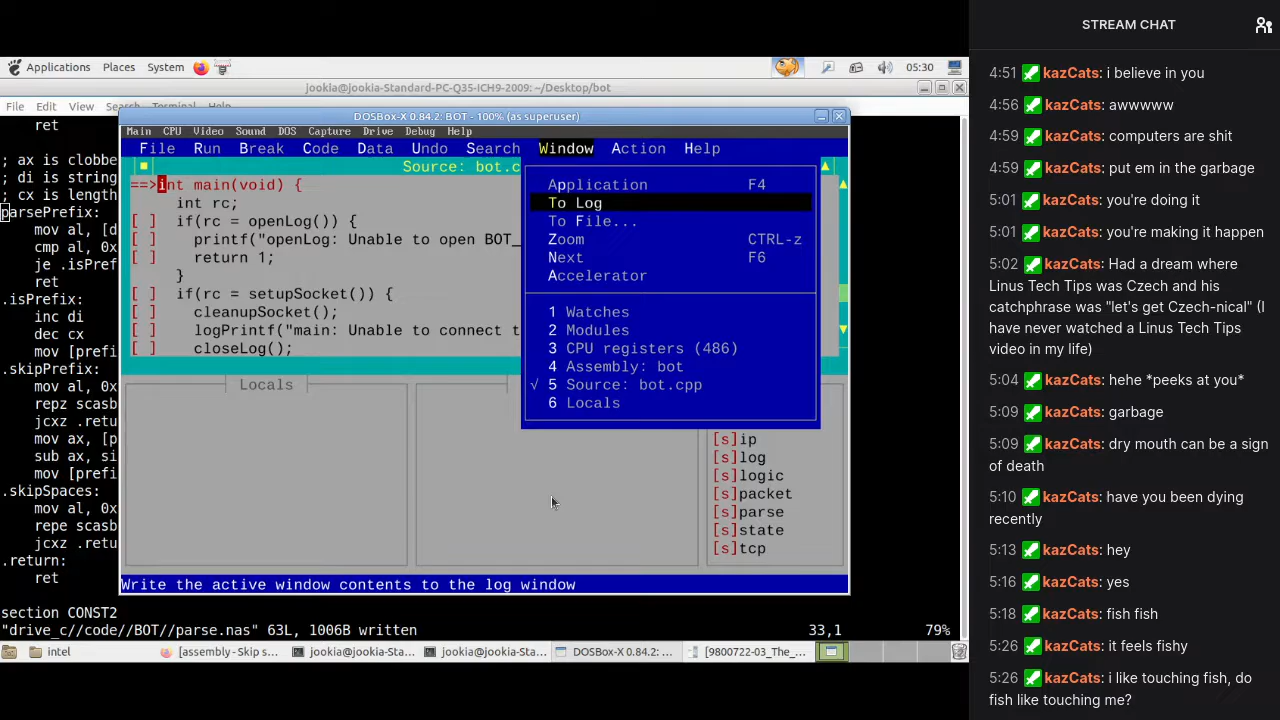 Applications Places System
05:30
jookia@jookia-Standard-PC-Q35-ICH9-2009: ~/Desktop/bot
File Edit View Search Terminal Help
ret
; ax is clobbe
; di is string
; cx is length
parsePrefix:
mov al, [d
cmp al, 0x
je .isPref
ret
.isPrefix:
inc di
dec cx
mov [prefi
.skipPrefix:
mov al, 0x
repz scasb
jcxz .retu
mov ax, [p
sub ax, si
mov [prefi
.skipSpaces:
mov al, 0x
repe scasb
jcxz .retu
.return:
ret
section CONST2
"drive_c//code//BOT//parse.nas" 63L, 1006B written 33,1 79%
DOSBox-X 0.84.2: BOT - 100% (as superuser)
Main CPU Video Sound DOS Capture Drive Debug Help
File Run Break Code Data Undo Search Window Action Help
Source: bot.c
==>int main(void) {
int rc;
[ ] if(rc = openLog()) {
[ ] printf("openLog: Unable to open BOT_
[ ] return 1;
}
[ ] if(rc = setupSocket()) {
[ ] cleanupSocket();
[ ] logPrintf("main: Unable to connect t
[ ] closeLog();
Application F4
To Log
To File...
Zoom CTRL-z
Next F6
Accelerator
1 Watches
2 Modules
3 CPU registers (486)
4 Assembly: bot
√ 5 Source: bot.cpp
6 Locals
Locals
[s]ip
[s]log
[s]logic
[s]packet
[s]parse
[s]state
[s]tcp
Write the active window contents to the log window
intel
[assembly - Skip s...
jookia@jookia-Sta...
jookia@jookia-Sta...
DOSBox-X 0.84.2: ...
[9800722-03_The_...
STREAM CHAT
4:51 kazCats: i believe in you
4:56 kazCats: awwwww
4:59 kazCats: computers are shit
4:59 kazCats: put em in the garbage
5:01 kazCats: you're doing it
5:01 kazCats: you're making it happen
5:02 kazCats: Had a dream where
Linus Tech Tips was Czech and his
catchphrase was "let's get Czech-nical" (I
have never watched a Linus Tech Tips
video in my life)
5:04 kazCats: hehe *peeks at you*
5:09 kazCats: garbage
5:09 kazCats: dry mouth can be a sign
of death
5:10 kazCats: have you been dying
recently
5:13 kazCats: hey
5:16 kazCats: yes
5:18 kazCats: fish fish
5:26 kazCats: it feels fishy
5:26 kazCats: i like touching fish, do
fish like touching me?